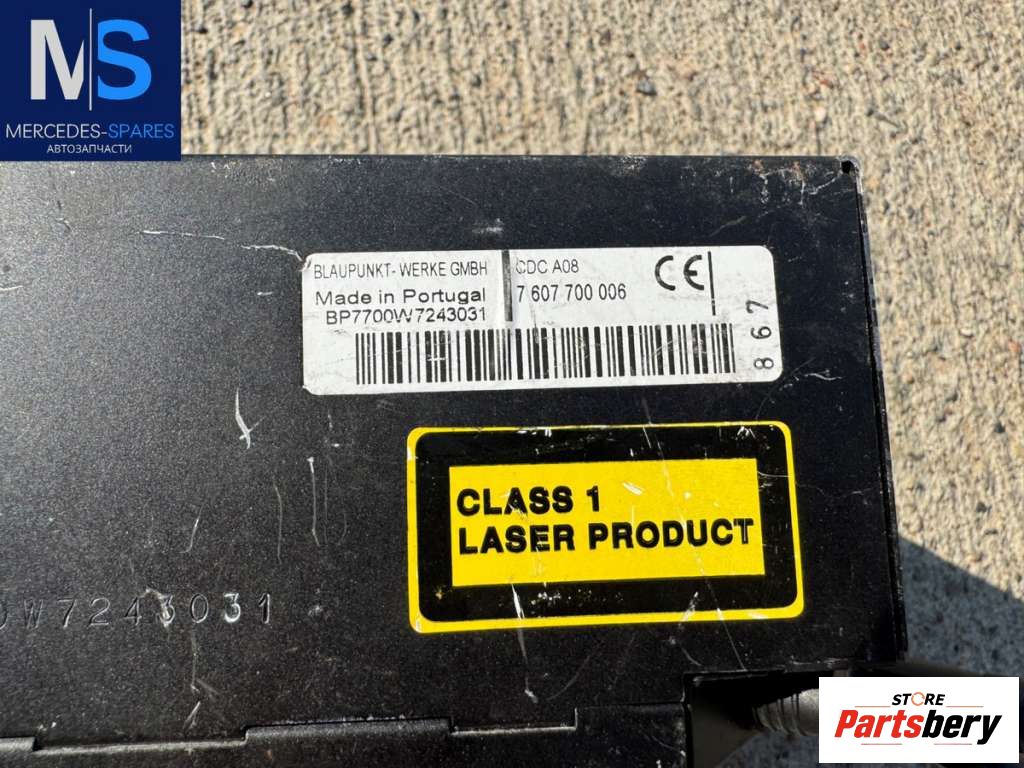 MS
MERCEDES-SPARES
АВТОЗАПЧАСТИ
BLAUPUNKT-WERKE GMBH
Made in Portugal
BP7700W7243031
CDC A08
7 607 700 006
CE
867
CLASS 1
LASER PRODUCT
W7243031
STORE
Partsbery